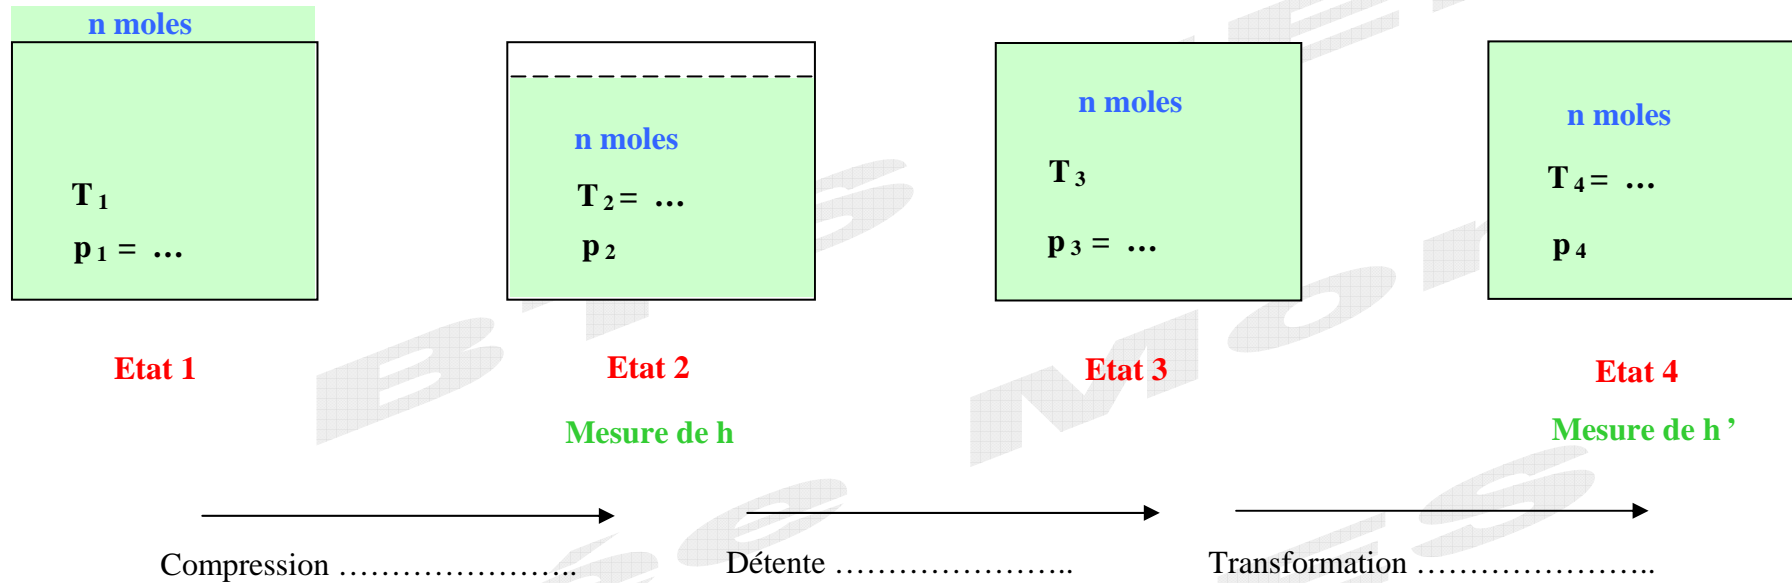 n moles
T 1
p 1 = ...
Etat 1
n moles
T 2 = ...
p 2
Etat 2
Mesure de h
n moles
T 3
p 3 = ...
Etat 3
n moles
T 4 = ...
p 4
Etat 4
Mesure de h '
Compression ……………………..
Détente …………………..
Transformation …………………..